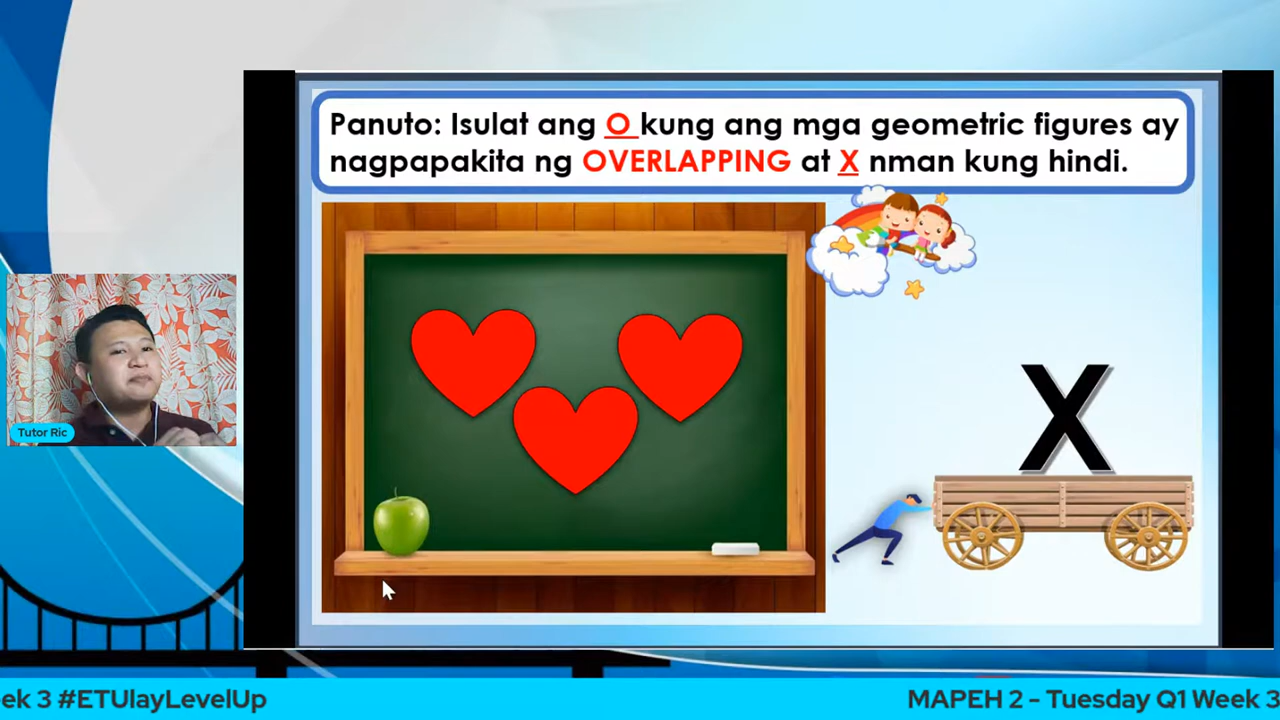 Panuto: Isulat ang O kung ang mga geometric figures ay
nagpapakita ng OVERLAPPING at X nman kung hindi.
X
Tutor Ric
ek 3 #ETUlayLevelUp
MAPEH 2 - Tuesday Q1 Week 3